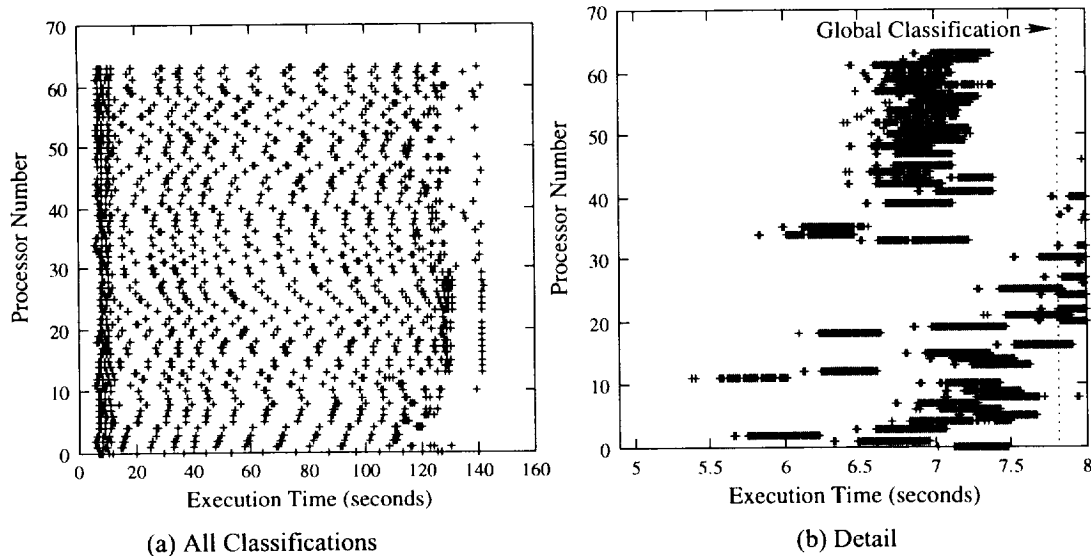 70
60
50
40
30
20
10
0
Processor Number
0 20 40 60 80 100 120 140 160
Execution Time (seconds)
(a) All Classifications
70
60
50
40
30
20
10
0
Processor Number
Global Classification
5 5.5 6 6.5 7 7.5 8
Execution Time (seconds)
(b) Detail